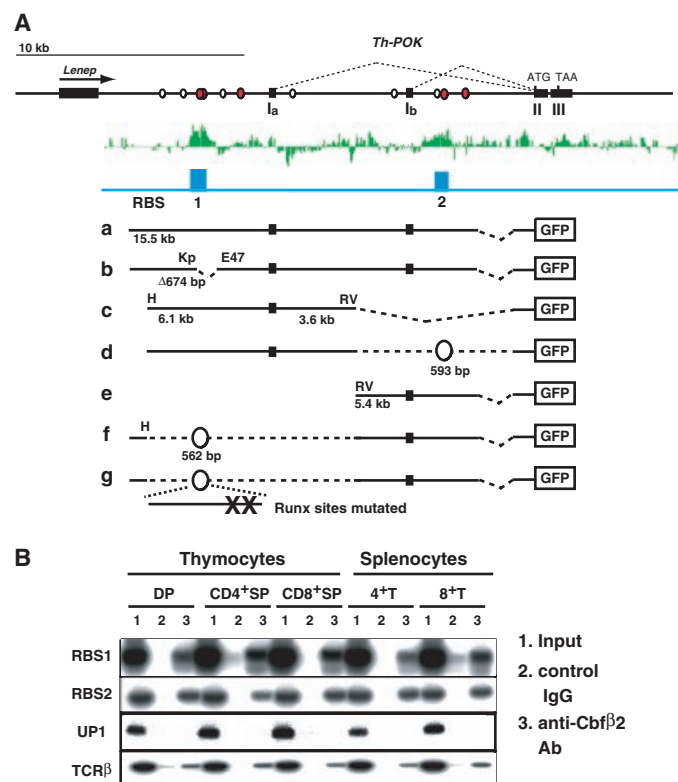 A
10 kb
Th-POK
Lenep
ATG TAA
Ia Ib II III
RBS 1 2
a 15.5 kb GFP
b Kp E47 Δ674 bp GFP
c H 6.1 kb 3.6 kb RV GFP
d 593 bp GFP
e RV 5.4 kb GFP
f H 562 bp GFP
g GFP
XX Runx sites mutated
B
Thymocytes Splenocytes
DP CD4+SP CD8+SP 4+T 8+T
1 2 3 1 2 3 1 2 3 1 2 3 1 2 3
RBS1
RBS2
UP1
TCRβ
1. Input
2. control
IgG
3. anti-Cbfβ2
Ab